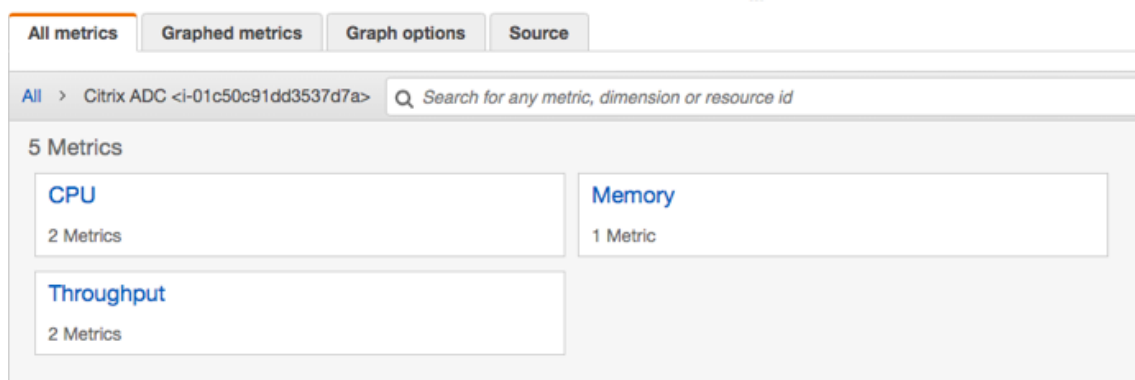 All metrics Graphed metrics Graph options Source
All > Citrix ADC <i-01c50c91dd3537d7a> Search for any metric, dimension or resource id
5 Metrics
CPU
2 Metrics
Memory
1 Metric
Throughput
2 Metrics